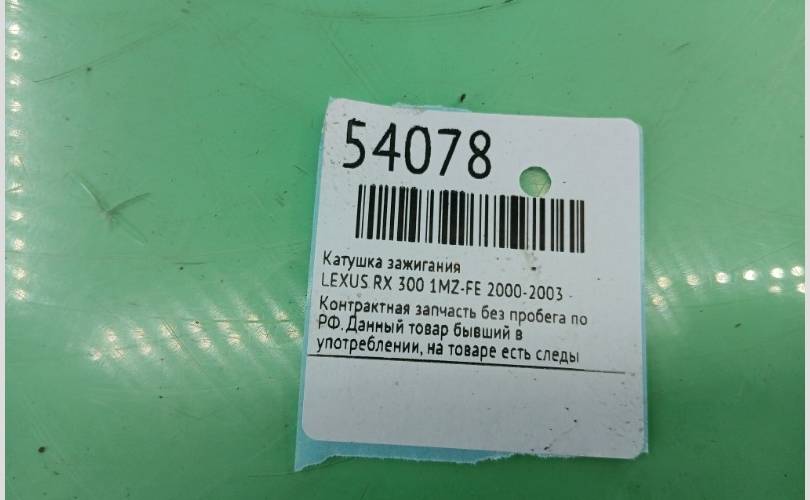 54078
Катушка зажигания
LEXUS RX 300 1MZ-FE 2000-2003 -
Контрактная запчасть без пробега по
РФ. Данный товар бывший в
употреблении, на товаре есть следы